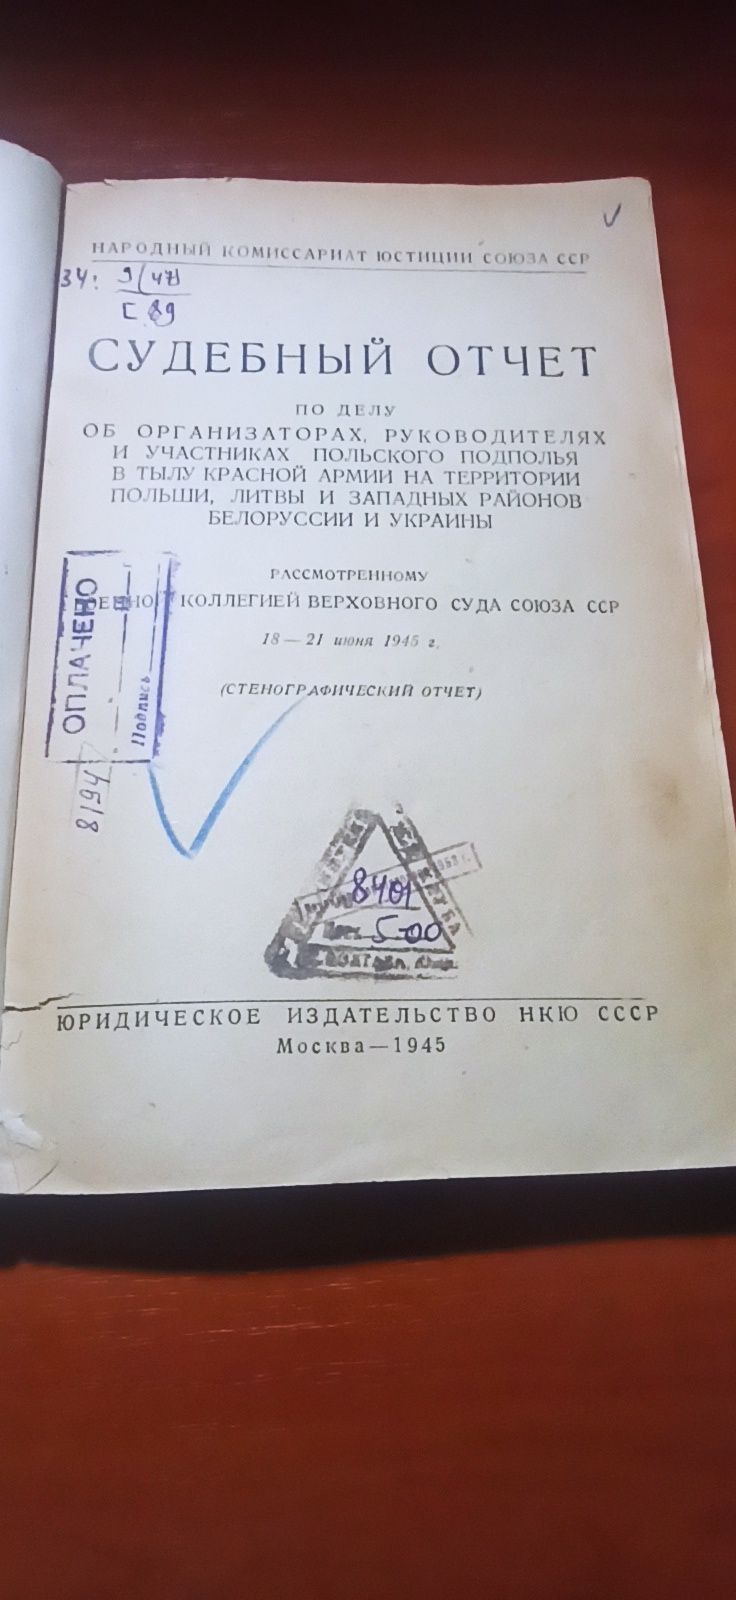 НАРОДНЫЙ КОМИССАРИАТ ЮСТИЦИИ СОЮЗА ССР
34: 9(47)
С 89
СУДЕБНЫЙ ОТЧЕТ
ПО ДЕЛУ
ОБ ОРГАНИЗАТОРАХ, РУКОВОДИТЕЛЯХ
И УЧАСТНИКАХ ПОЛЬСКОГО ПОДПОЛЬЯ
В ТЫЛУ КРАСНОЙ АРМИИ НА ТЕРРИТОРИИ
ПОЛЬШИ, ЛИТВЫ И ЗАПАДНЫХ РАЙОНОВ
БЕЛОРУССИИ И УКРАИНЫ
РАССМОТРЕННОМУ
ВОЕННОЙ КОЛЛЕГИЕЙ ВЕРХОВНОГО СУДА СОЮЗА ССР
18—21 июня 1945 г.
(СТЕНОГРАФИЧЕСКИЙ ОТЧЕТ)
ОПЛАЧЕНО
Подпись
8194
8401
5-00
ЮРИДИЧЕСКОЕ ИЗДАТЕЛЬСТВО НКЮ СССР
Москва—1945